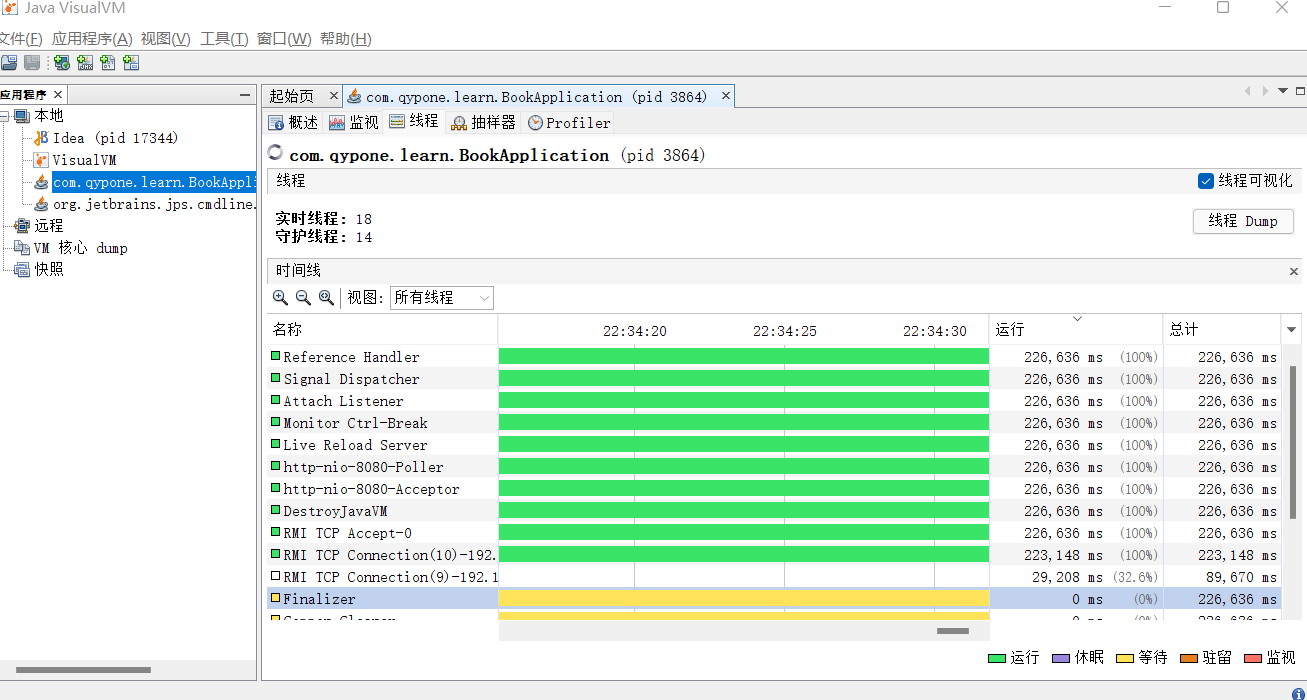 Java VisualVM
文件(F) 应用程序(A) 视图(V) 工具(T) 窗口(W) 帮助(H)
应用程序
本地
Idea (pid 17344)
VisualVM
com.qypone.learn.BookAppli
org.jetbrains.jps.cmdline.
远程
VM 核心 dump
快照
起始页 com.qypone.learn.BookApplication (pid 3864)
概述 监视 线程 抽样器 Profiler
com.qypone.learn.BookApplication (pid 3864)
线程 线程可视化
实时线程: 18
守护线程: 14
线程 Dump
时间线
视图: 所有线程
名称 22:34:20 22:34:25 22:34:30 运行 总计
Reference Handler 226,636 ms (100%) 226,636 ms
Signal Dispatcher 226,636 ms (100%) 226,636 ms
Attach Listener 226,636 ms (100%) 226,636 ms
Monitor Ctrl-Break 226,636 ms (100%) 226,636 ms
Live Reload Server 226,636 ms (100%) 226,636 ms
http-nio-8080-Poller 226,636 ms (100%) 226,636 ms
http-nio-8080-Acceptor 226,636 ms (100%) 226,636 ms
DestroyJavaVM 226,636 ms (100%) 226,636 ms
RMI TCP Accept-0 226,636 ms (100%) 226,636 ms
RMI TCP Connection(10)-192. 223,148 ms (100%) 223,148 ms
RMI TCP Connection(9)-192.1 29,208 ms (32.6%) 89,670 ms
Finalizer 0 ms (0%) 226,636 ms
运行 休眠 等待 驻留 监视